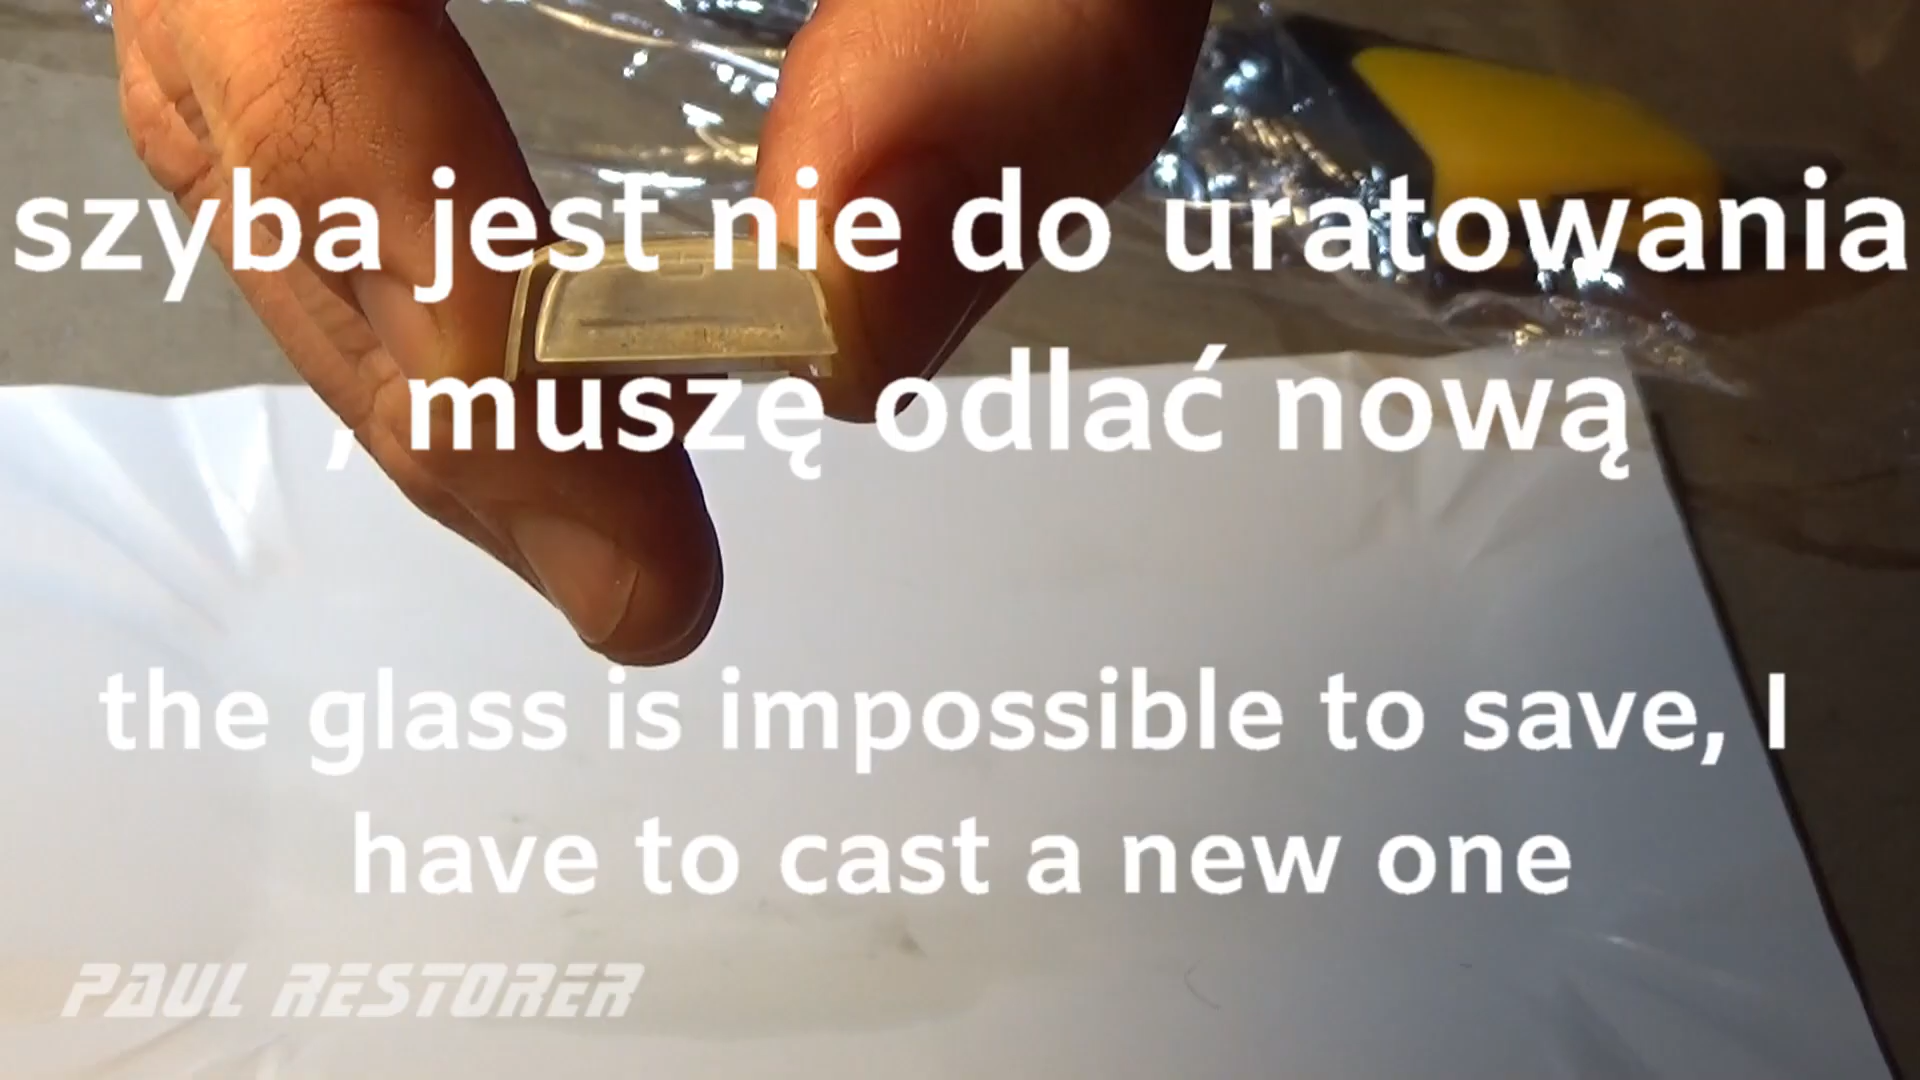 szyba jest nie do uratowania
, muszę odlać nową
the glass is impossible to save, I
have to cast a new one
PAUL RESTORER